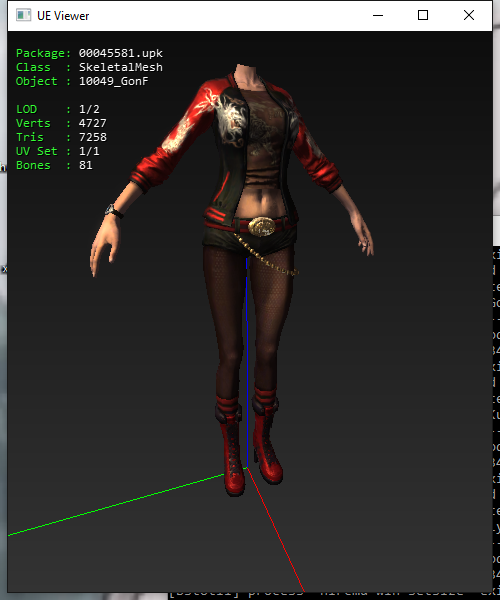 UE Viewer
Package: 00045581.upk
Class  : SkeletalMesh
Object : 10049_GonF
LOD    : 1/2
Verts  : 4727
Tris   : 7258
UV Set : 1/1
Bones  : 81